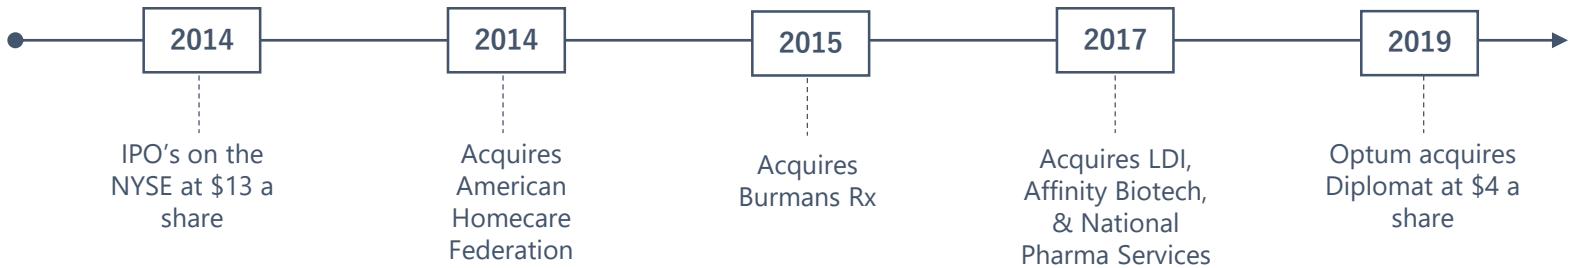 2014
IPO’s on the
NYSE at $13 a
share
2014
Acquires
American
Homecare
Federation
2015
Acquires
Burmans Rx
2017
Acquires LDI,
Affinity Biotech,
& National
Pharma Services
2019
Optum acquires
Diplomat at $4 a
share